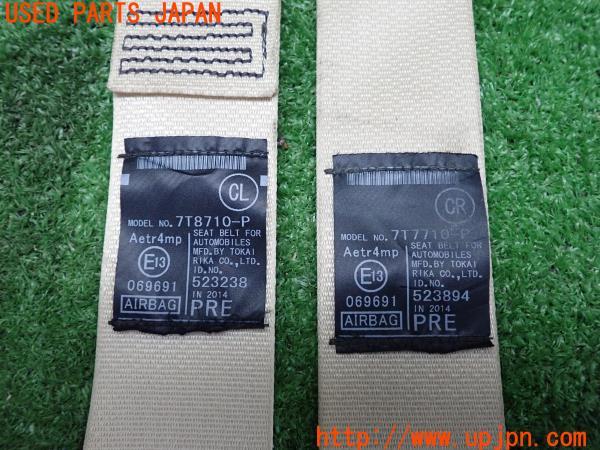 USED PARTS JAPAN
CL
MODEL NO. 7T8710-P
Aetr4mp
SEAT BELT FOR
AUTOMOBILES
MFD.BY TOKAI
RIKA CO.,LTD.
ID.NO.
E13
523238
069691
IN 2014
AIRBAG
PRE
CR
MODEL NO. 7T7710-P
Aetr4mp
SEAT BELT FOR
AUTOMOBILES
MFD.BY TOKAI
RIKA CO.,LTD.
ID.NO.
E13
523894
069691
IN 2014
AIRBAG
PRE
http://www.upjpn.com/